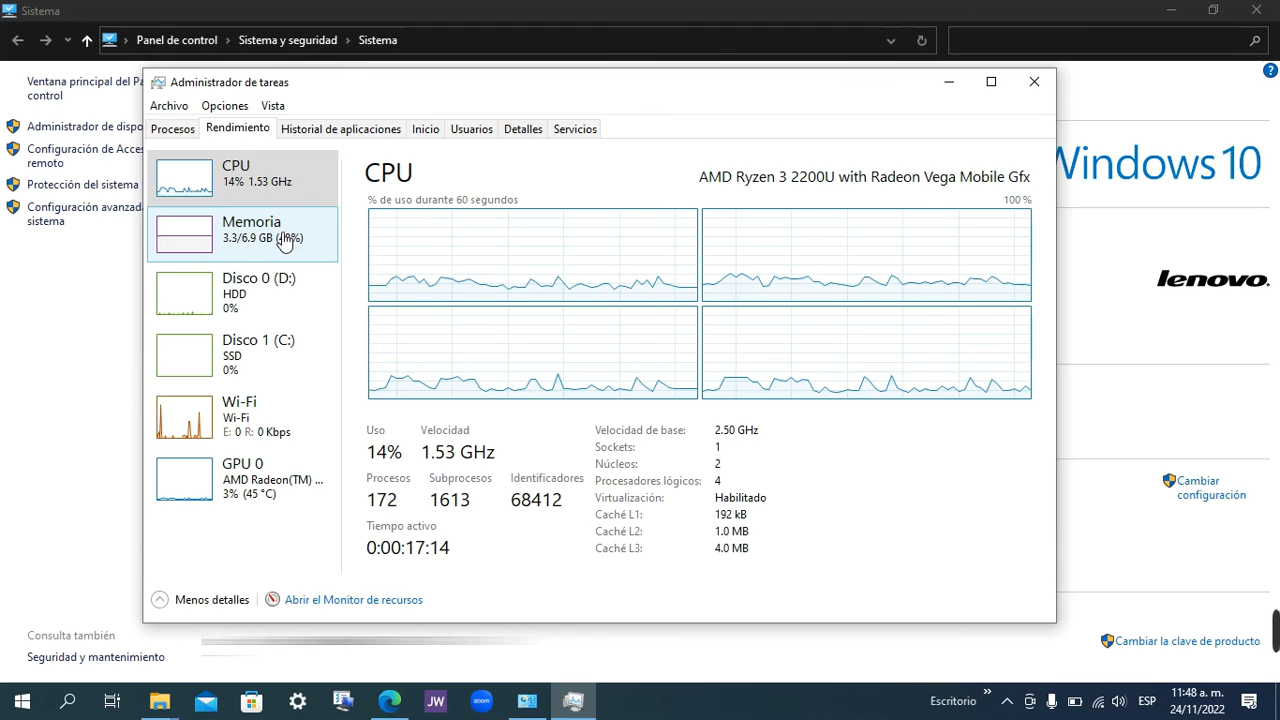 Sistema
Panel de control > Sistema y seguridad > Sistema
Ventana principal del Pa
control
Administrador de dispo
Configuración de Acces
remoto
Protección del sistema
Configuración avanzada
sistema
Consulta también
Seguridad y mantenimiento
Administrador de tareas
Archivo Opciones Vista
Procesos Rendimiento Historial de aplicaciones Inicio Usuarios Detalles Servicios
CPU
14% 1.53 GHz
Memoria
3.3/6.9 GB
Disco 0 (D:)
HDD
0%
Disco 1 (C:)
SSD
0%
Wi-Fi
Wi-Fi
E: 0 R: 0 Kbps
GPU 0
AMD Radeon(TM) ...
3% (45 °C)
CPU
AMD Ryzen 3 2200U with Radeon Vega Mobile Gfx
% de uso durante 60 segundos 100 %
Uso Velocidad
14% 1.53 GHz
Procesos Subprocesos Identificadores
172 1613 68412
Tiempo activo
0:00:17:14
Velocidad de base: 2.50 GHz
Sockets: 1
Núcleos: 2
Procesadores lógicos: 4
Virtualización: Habilitado
Caché L1: 192 kB
Caché L2: 1.0 MB
Caché L3: 4.0 MB
Menos detalles Abrir el Monitor de recursos
Windows 10
lenovo
Cambiar
configuración
Cambiar la clave de producto
JW zoom
Escritorio » ESP
11:48 a. m.
24/11/2022